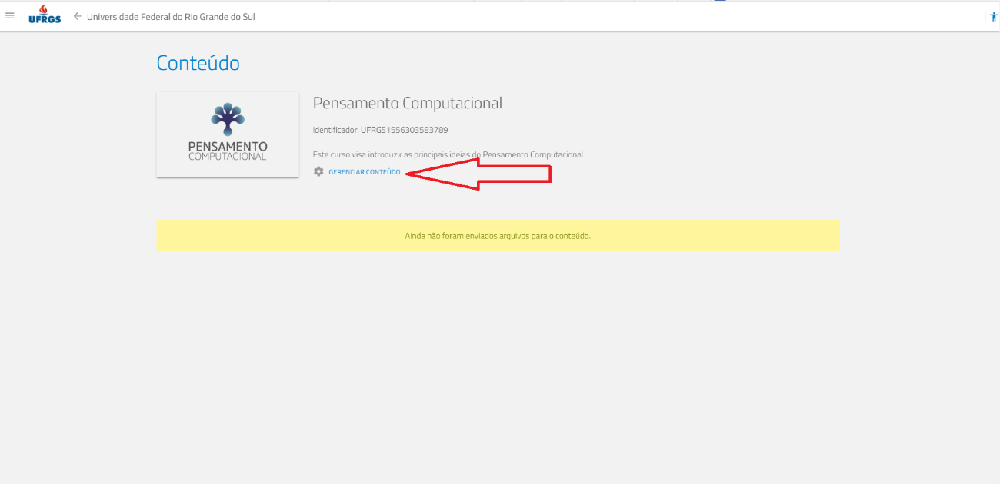 UFRGS
Universidade Federal do Rio Grande do Sul
Conteúdo
PENSAMENTO
COMPUTACIONAL
Pensamento Computacional
Identificador: UFRGS1556303583789
Este curso visa introduzir as principais ideias do Pensamento Computacional.
GERENCIAR CONTEÚDO
Ainda não foram enviados arquivos para o conteúdo.